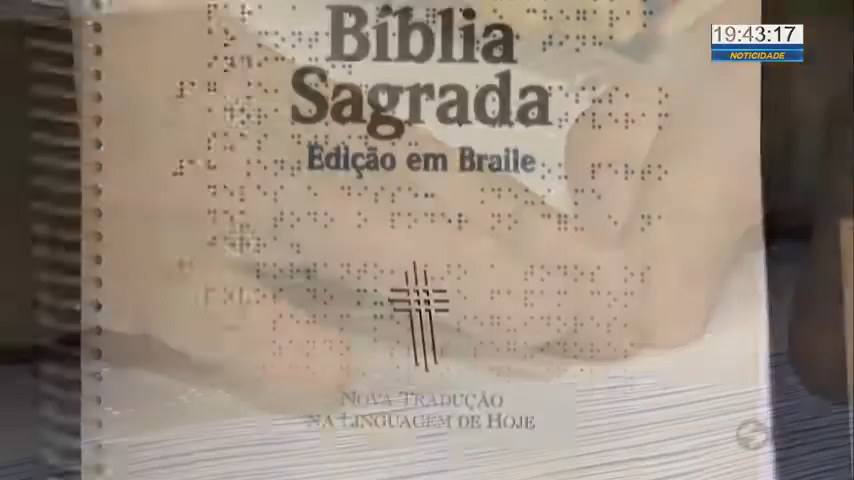 Bíblia
Sagrada
Edição em Braile
NOVA TRADUÇÃO
NA LINGUAGEM DE HOJE
19:43:17
NOTICIDADE